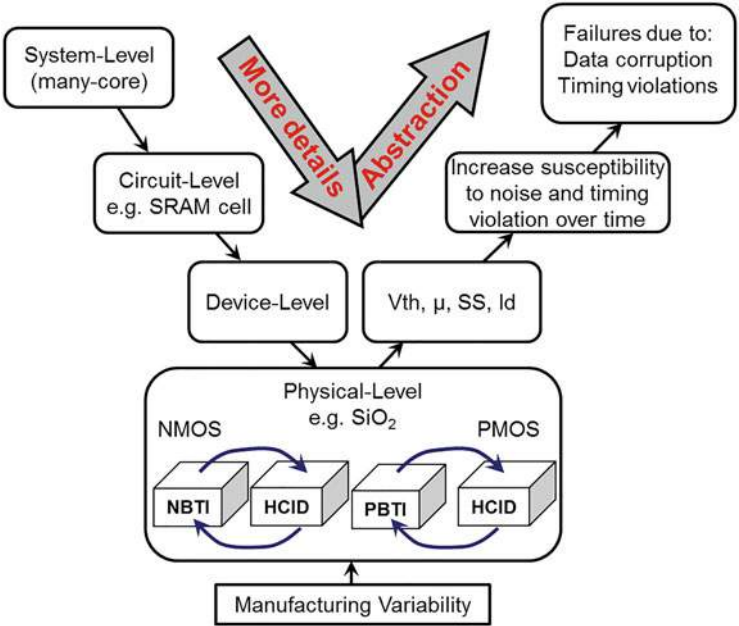 System-Level
(many-core)
More details
Abstraction
Failures due to:
Data corruption
Timing violations
Circuit-Level
e.g. SRAM cell
Increase susceptibility
to noise and timing
violation over time
Device-Level
Vth, µ, SS, Id
Physical-Level
e.g. SiO₂
NMOS
PMOS
NBTI
HCID
PBTI
HCID
Manufacturing Variability